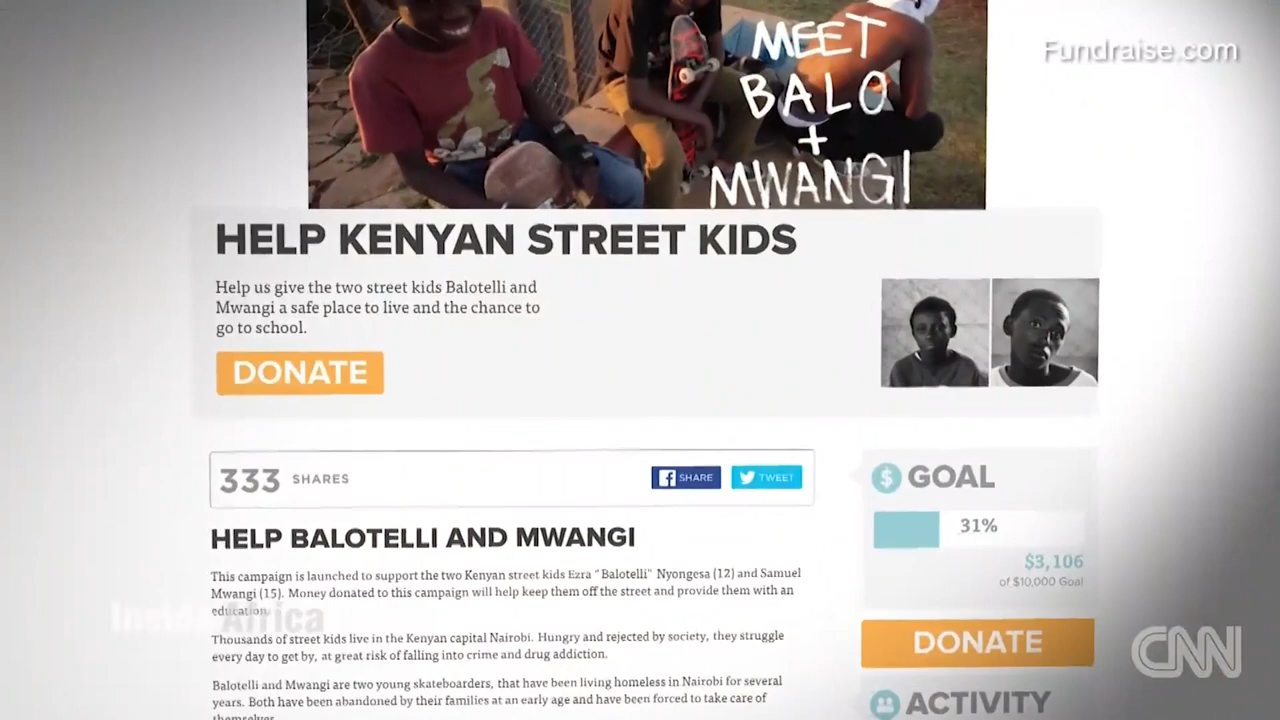 MEET
BALO
+
MWANGI
Fundraise.com
HELP KENYAN STREET KIDS
Help us give the two street kids Balotelli and
Mwangi a safe place to live and the chance to
go to school.
DONATE
333 SHARES
SHARE
TWEET
GOAL
31%
$3,106
of $10,000 Goal
DONATE
ACTIVITY
HELP BALOTELLI AND MWANGI
This campaign is launched to support the two Kenyan street kids Ezra "Balotelli" Nyongesa (12) and Samuel
Mwangi (15). Money donated to this campaign will help keep them off the street and provide them with an
education.
Thousands of street kids live in the Kenyan capital Nairobi. Hungry and rejected by society, they struggle
every day to get by, at great risk of falling into crime and drug addiction.
Balotelli and Mwangi are two young skateboarders, that have been living homeless in Nairobi for several
years. Both have been abandoned by their families at an early age and have been forced to take care of
themselves
Inside Africa
CNN